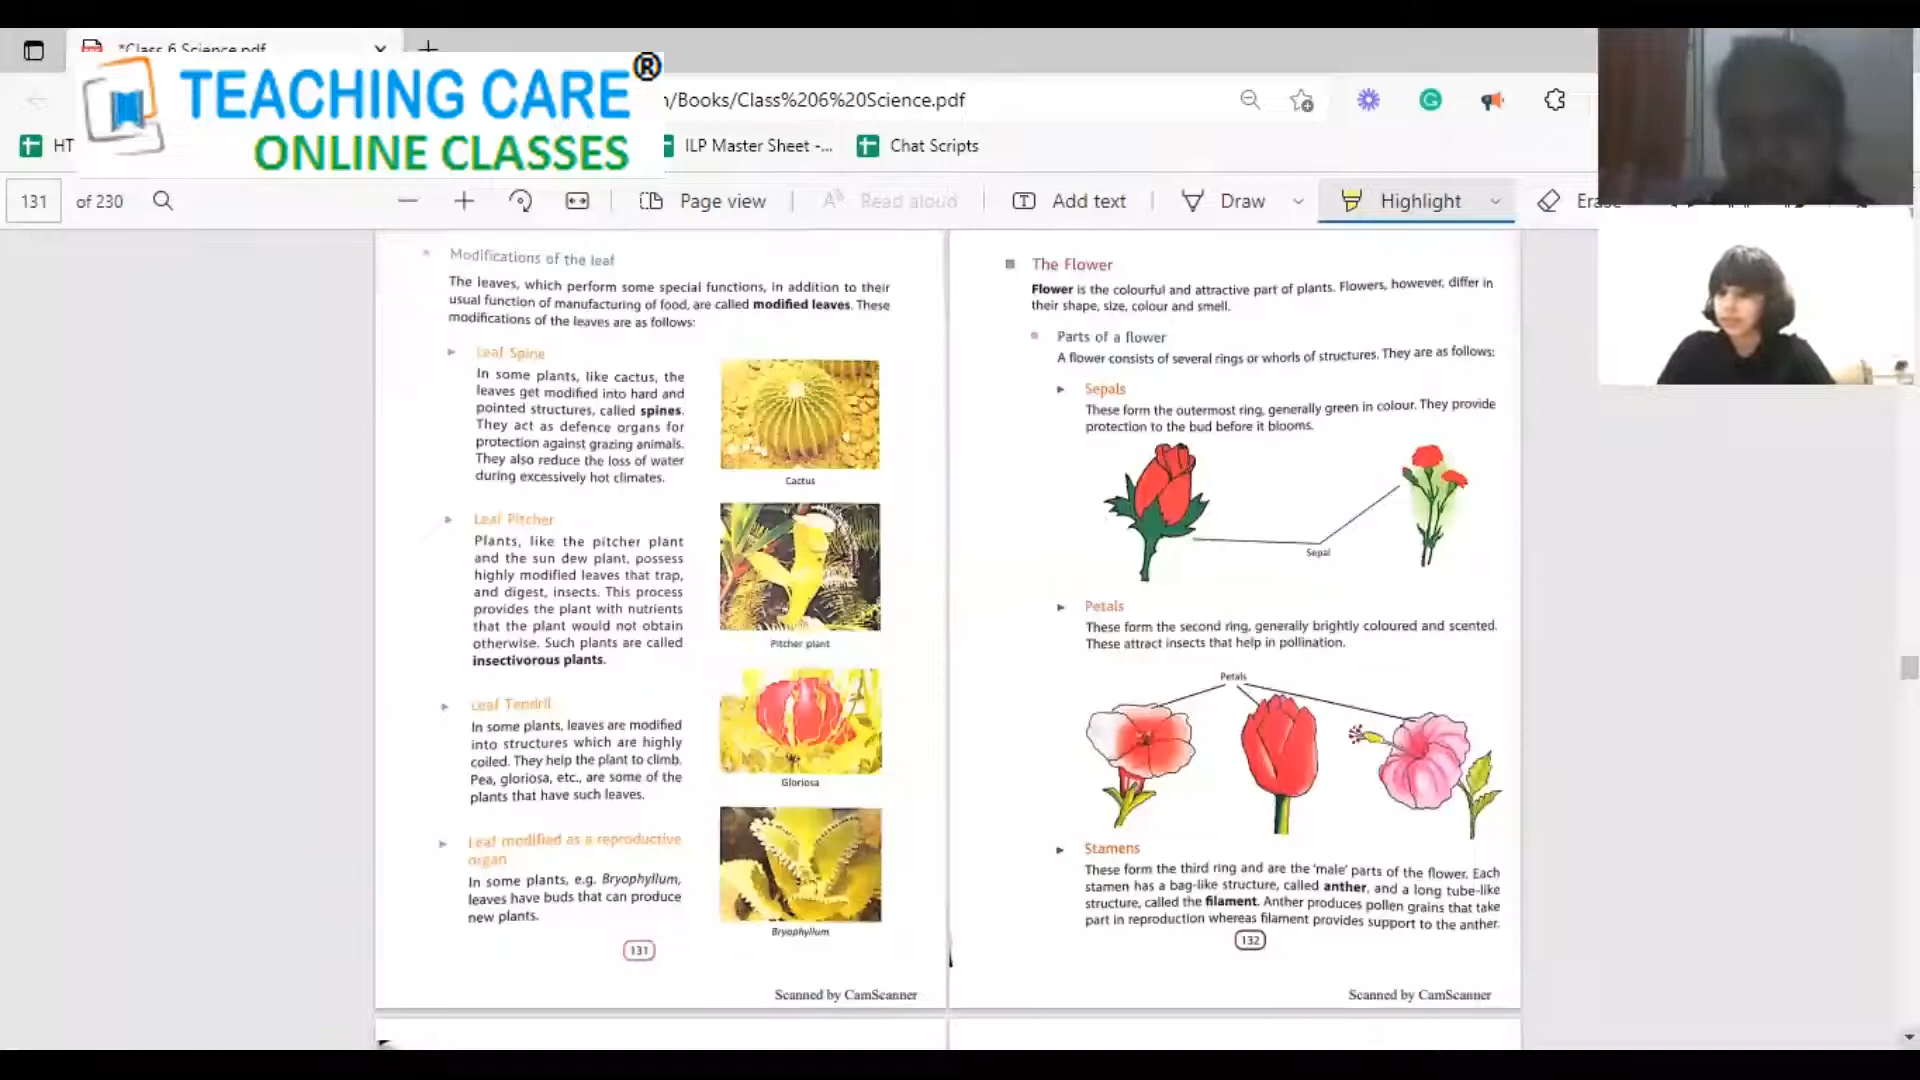 *Class 6 Science.pdf
TEACHING CARE®
ONLINE CLASSES
/Books/Class%206%20Science.pdf
HT
ILP Master Sheet -...
Chat Scripts
131 of 230
Page view
Read aloud
Add text
Draw
Highlight
Modifications of the leaf
The leaves, which perform some special functions, in addition to their
usual function of manufacturing of food, are called modified leaves. These
modifications of the leaves are as follows:
Leaf Spine
In some plants, like cactus, the
leaves get modified into hard and
pointed structures, called spines.
They act as defence organs for
protection against grazing animals.
They also reduce the loss of water
during excessively hot climates.
Cactus
Leaf Pitcher
Plants, like the pitcher plant
and the sun dew plant, possess
highly modified leaves that trap,
and digest, insects. This process
provides the plant with nutrients
that the plant would not obtain
otherwise. Such plants are called
insectivorous plants.
Pitcher plant
Leaf Tendril
In some plants, leaves are modified
into structures which are highly
coiled. They help the plant to climb.
Pea, gloriosa, etc., are some of the
plants that have such leaves.
Gloriosa
Leaf modified as a reproductive
organ
In some plants, e.g. Bryophyllum,
leaves have buds that can produce
new plants.
Bryophyllum
131
Scanned by CamScanner
The Flower
Flower is the colourful and attractive part of plants. Flowers, however, differ in
their shape, size, colour and smell.
Parts of a flower
A flower consists of several rings or whorls of structures. They are as follows:
Sepals
These form the outermost ring, generally green in colour. They provide
protection to the bud before it blooms.
Sepal
Petals
These form the second ring, generally brightly coloured and scented.
These attract insects that help in pollination.
Petals
Stamens
These form the third ring and are the 'male' parts of the flower. Each
stamen has a bag-like structure, called anther, and a long tube-like
structure, called the filament. Anther produces pollen grains that take
part in reproduction whereas filament provides support to the anther.
132
Scanned by CamScanner